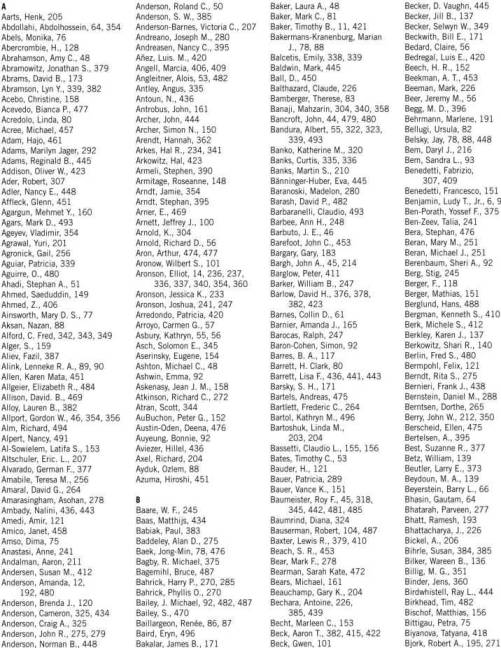 A
Aarts, Henk, 205
Abdollahi, Abdolhossein, 64, 354
Abels, Monika, 76
Abercrombie, H., 128
Abrahamson, Amy C., 48
Abramowitz, Jonathan S., 379
Abrams, David B., 173
Abramson, Lyn Y., 339, 382
Acebo, Christine, 158
Acevedo, Bianca P., 477
Acredolo, Linda, 80
Acree, Michael, 457
Adam, Hajo, 461
Adams, Marilyn Jager, 292
Adams, Reginald B., 445
Addison, Oliver W., 423
Ader, Robert, 307
Adler, Nancy E., 448
Affleck, Glenn, 451
Agargun, Mehmet Y., 160
Agars, Mark D., 493
Ageyev, Vladimir, 354
Agrawal, Yuri, 201
Agronick, Gail, 256
Aguiar, Patricia, 339
Aguirre, O., 480
Ahadi, Stephan A., 51
Ahmed, Saeduddin, 149
Ahmed, Z., 406
Ainsworth, Mary D. S., 77
Aksan, Nazan, 88
Alford, C. Fred, 342, 343, 349
Alger, S., 159
Aliev, Fazil, 387
Alink, Lenneke R. A., 89, 90
Allen, Karen Mata, 451
Allgeier, Elizabeth R., 484
Allison, David. B., 469
Alloy, Lauren B., 382
Allport, Gordon W., 46, 354, 356
Alm, Richard, 494
Alpert, Nancy, 491
Al-Sowielem, Latifa S., 153
Altschuler, Eric. L., 207
Alvarado, German F., 377
Amabile, Teresa M., 256
Amaral, David G., 264
Amarasingham, Asohan, 278
Ambady, Nalini, 436, 443
Amedi, Amir, 121
Amico, Janet, 458
Amso, Dima, 75
Anastasi, Anne, 241
Andalman, Aaron, 211
Andersen, Susan M., 412
Anderson, Amanda, 12,
192, 480
Anderson, Brenda J., 120
Anderson, Cameron, 325, 434
Anderson, Craig A., 325
Anderson, John R., 275, 279
Anderson, Norman B., 448
Anderson, Roland C., 50
Anderson, S. W., 385
Anderson-Barnes, Victoria C., 207
Andreano, Joseph M., 280
Andreasen, Nancy C., 395
Añez, Luis. M., 420
Angell, Marcia, 406, 409
Angleitner, Alois, 53, 482
Antley, Angus, 335
Antoun, N., 436
Antrobus, John, 161
Archer, John, 444
Archer, Simon N., 150
Arendt, Hannah, 362
Arkes, Hal R., 234, 341
Arkowitz, Hal, 423
Armeli, Stephen, 390
Armitage, Roseanne, 148
Arndt, Jamie, 354
Arndt, Stephan, 395
Arner, E., 469
Arnett, Jeffrey J., 100
Arnold, K., 304
Arnold, Richard D., 56
Aron, Arthur, 474, 477
Aronow, Wilbert S., 101
Aronson, Elliot, 14, 236, 237,
336, 337, 340, 354, 360
Aronson, Jessica K., 233
Aronson, Joshua, 241, 247
Arredondo, Patricia, 420
Arroyo, Carmen G., 57
Asbury, Kathryn, 55, 56
Asch, Solomon E., 345
Aserinsky, Eugene, 154
Ashton, Michael C., 48
Ashwin, Emma, 92
Askenasy, Jean J. M., 158
Atkinson, Richard C., 272
Atran, Scott, 344
AuBuchon, Peter G., 152
Austin-Oden, Deena, 476
Auyeung, Bonnie, 92
Aviezer, Hillel, 436
Axel, Richard, 204
Ayduk, Ozlem, 88
Azuma, Hiroshi, 451
B
Baare, W. F., 245
Baas, Matthijs, 434
Babiak, Paul, 383
Baddeley, Alan D., 275
Baek, Jong-Min, 78, 476
Bagby, R. Michael, 375
Bagemihl, Bruce, 487
Bahrick, Harry P., 270, 285
Bahrick, Phyllis O., 270
Bailey, J. Michael, 92, 482, 487
Bailey, S., 470
Baillargeon, Renée, 86, 87
Baird, Eryn, 496
Bakalar, James B., 171
Baker, Laura A., 48
Baker, Mark C., 81
Baker, Timothy B., 11, 421
Bakermans-Kranenburg, Marian
J., 78, 88
Balcetis, Emily, 338, 339
Baldwin, Mark, 445
Ball, D., 450
Balthazard, Claude, 226
Bamberger, Therese, 83
Banaji, Mahzarin, 304, 340, 358
Bancroft, John, 44, 479, 480
Bandura, Albert, 55, 322, 323,
339, 493
Banko, Katherine M., 320
Banks, Curtis, 335, 336
Banks, Martin S., 210
Bänninger-Huber, Eva, 445
Baranoski, Madelon, 280
Barash, David P., 482
Barbaranelli, Claudio, 493
Barbee, Ann H., 248
Barbuto, J. E., 46
Barefoot, John C., 453
Bargary, Gary, 183
Bargh, John A., 45, 214
Barglow, Peter, 411
Barker, William B., 247
Barlow, David H., 376, 378,
382, 423
Barnes, Collin D., 61
Barnier, Amanda J., 165
Barocas, Ralph, 247
Baron-Cohen, Simon, 92
Barres, B. A., 117
Barrett, H. Clark, 80
Barrett, Lisa F., 436, 441, 443
Barsky, S. H., 171
Bartels, Andreas, 475
Bartlett, Frederic C., 264
Bartol, Kathryn M., 496
Bartoshuk, Linda M.,
203, 204
Bassetti, Claudio L., 155, 156
Bates, Timothy C., 53
Bauder, H., 121
Bauer, Patricia, 289
Bauer, Vance K., 151
Baumeister, Roy F., 45, 318,
345, 442, 481, 485
Baumrind, Diana, 324
Bauserman, Robert, 104, 487
Baxter, Lewis R., 379, 410
Beach, S. R., 453
Bear, Mark F., 278
Bearman, Sarah Kate, 472
Bears, Michael, 161
Beauchamp, Gary K., 204
Bechara, Antoine, 226,
385, 439
Becht, Marleen C., 153
Beck, Aaron T., 382, 415, 422
Beck, Gwen, 101
Becker, D. Vaughn, 445
Becker, Jill B., 137
Becker, Selwyn W., 349
Beckwith, Bill E., 171
Bedard, Claire, 56
Bedregal, Luis E., 420
Beech, H. R., 152
Beekman, A. T., 453
Beeman, Mark, 226
Beer, Jeremy M., 56
Begg, M. D., 396
Behrmann, Marlene, 191
Bellugi, Ursula, 82
Belsky, Jay, 78, 88, 448
Bem, Daryl J., 216
Bem, Sandra L., 93
Benedetti, Fabrizio,
307, 409
Benedetti, Francesco, 151
Benjamin, Ludy T., Jr., 6, 9
Ben-Porath, Yossef F., 375
Ben-Zeev, Talia, 241
Bera, Stephan, 476
Beran, Mary M., 251
Beran, Michael J., 251
Berenbaum, Sheri A., 92
Berg, Stig, 245
Berger, F., 118
Berger, Mathias, 151
Berglund, Hans, 488
Bergman, Kenneth S., 410
Berk, Michele S., 412
Berkley, Karen J., 137
Berkowitz, Shari R., 140
Berlin, Fred S., 480
Bermpohl, Felix, 121
Berndt, Rita S., 275
Bernieri, Frank J., 438
Bernstein, Daniel M., 288
Berntsen, Dorthe, 265
Berry, John W., 212, 350
Berscheid, Ellen, 475
Bertelsen, A., 395
Best, Suzanne R., 377
Betz, William, 139
Beutler, Larry E., 373
Beydoun, M. A., 139
Beyerstein, Barry L., 66
Bhasin, Gautam, 64
Bhatarah, Parveen, 277
Bhatt, Ramesh, 193
Bhattacharya, J., 226
Bickel, A., 206
Bihrle, Susan, 384, 385
Bilker, Wareen B., 136
Billig, M. G., 351
Binder, Jens, 360
Birdwhistell, Ray L., 444
Birkhead, Tim, 482
Bischof, Matthias, 156
Bittigau, Petra, 75
Biyanova, Tatyana, 418
Bjork, Robert A., 195, 271